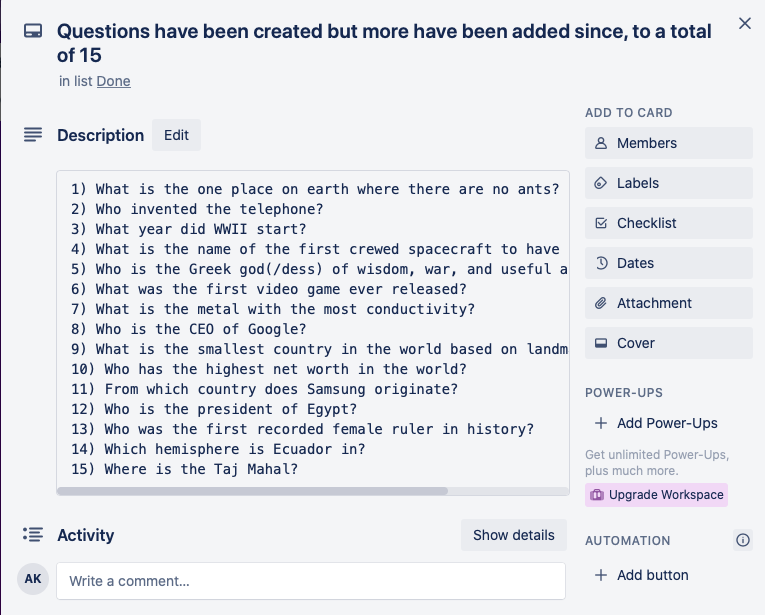 Questions have been created but more have been added since, to a total
of 15
in list Done
Description
Edit
1) What is the one place on earth where there are no ants?
2) Who invented the telephone?
3) What year did WWII start?
4) What is the name of the first crewed spacecraft to have
5) Who is the Greek god(/dess) of wisdom, war, and useful a
6) What was the first video game ever released?
7) What is the metal with the most conductivity?
8) Who is the CEO of Google?
9) What is the smallest country in the world based on landm
10) Who has the highest net worth in the world?
11) From which country does Samsung originate?
12) Who is the president of Egypt?
13) Who was the first recorded female ruler in history?
14) Which hemisphere is Ecuador in?
15) Where is the Taj Mahal?
Activity
Show details
AK
Write a comment...
ADD TO CARD
Members
Labels
Checklist
Dates
Attachment
Cover
POWER-UPS
+ Add Power-Ups
Get unlimited Power-Ups,
plus much more.
Upgrade Workspace
AUTOMATION
+ Add button